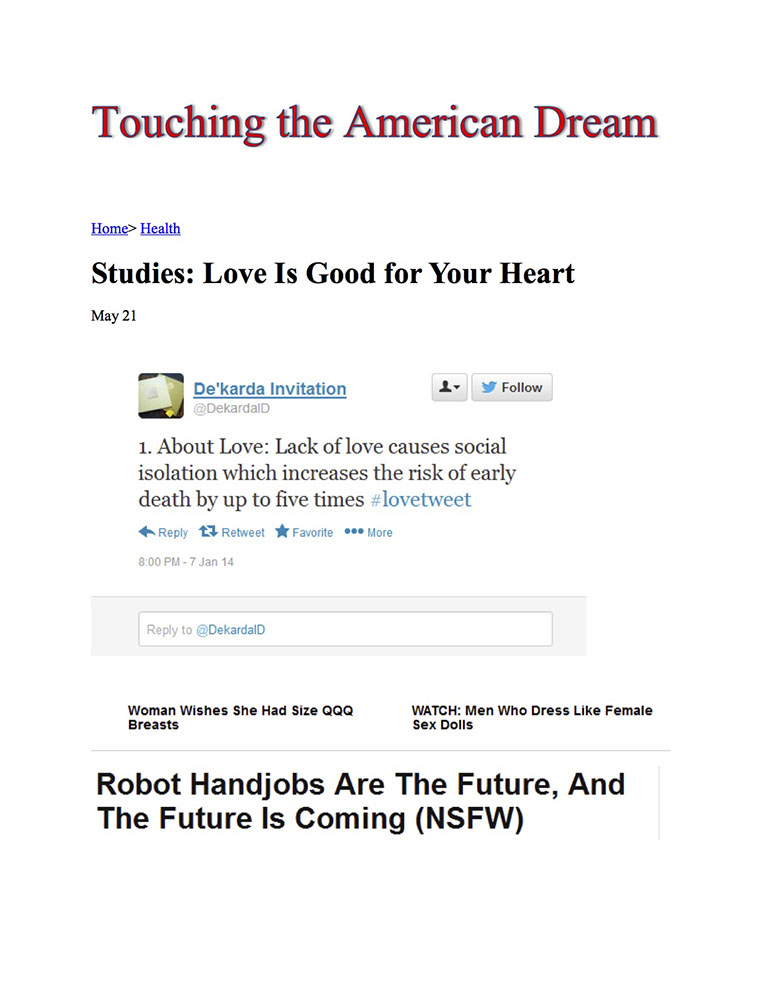 Touching the American Dream
Home> Health
Studies: Love Is Good for Your Heart
May 21
De'karda Invitation
@DekardaID
Follow
1. About Love: Lack of love causes social
isolation which increases the risk of early
death by up to five times #lovetweet
Reply Retweet Favorite More
8:00 PM - 7 Jan 14
Reply to @DekardaID
Woman Wishes She Had Size QQQ
Breasts
WATCH: Men Who Dress Like Female
Sex Dolls
Robot Handjobs Are The Future, And
The Future Is Coming (NSFW)